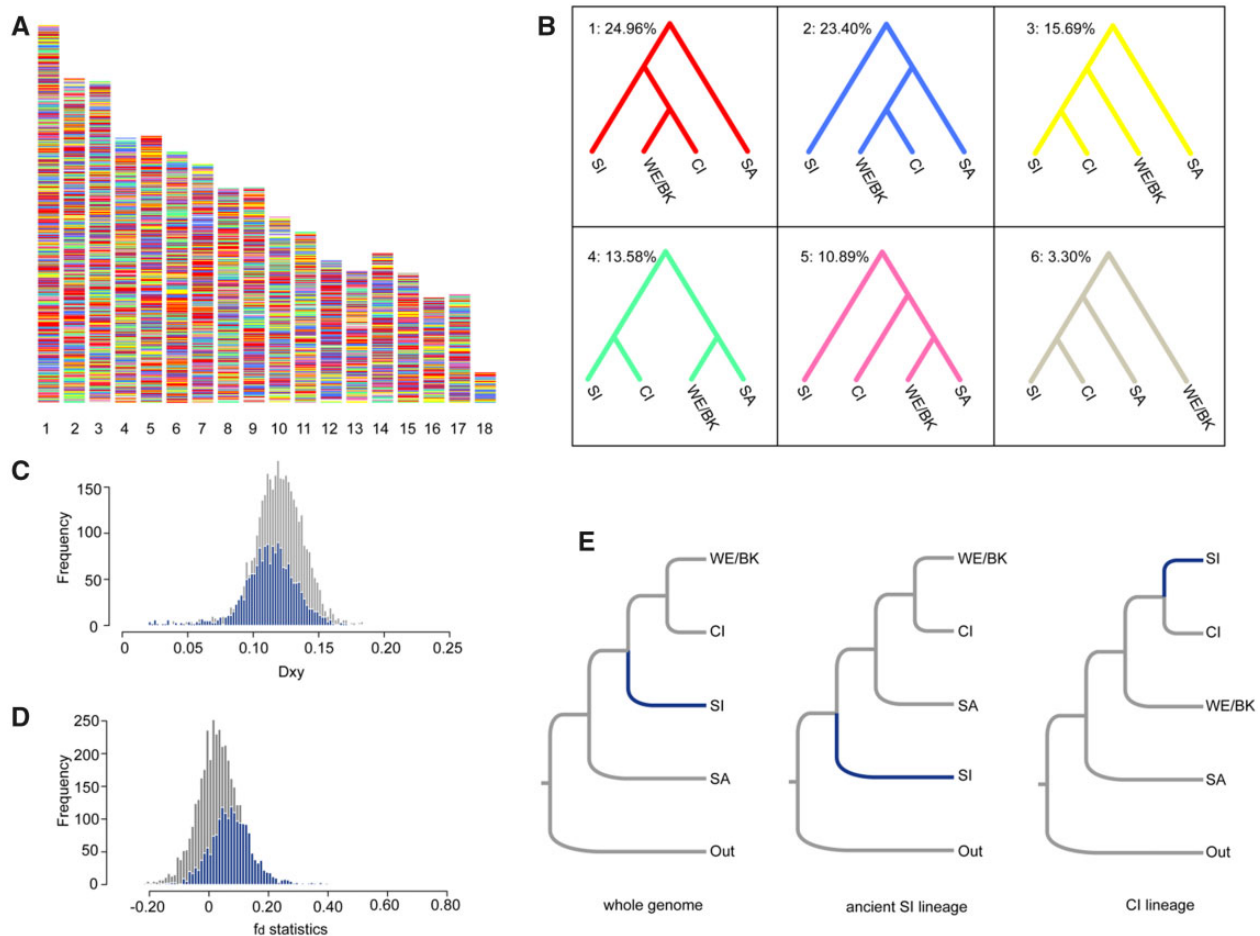 A
1 2 3 4 5 6 7 8 9 10 11 12 13 14 15 16 17 18
B
1: 24.96%
SI WE/BK CI SA
2: 23.40%
SI WE/BK CI SA
3: 15.69%
SI CI WE/BK SA
4: 13.58%
SI CI WE/BK SA
5: 10.89%
SI CI WE/BK SA
6: 3.30%
SI CI SA WE/BK
C
Frequency
150
100
50
0
0 0.05 0.10 0.15 0.20 0.25
Dxy
D
Frequency
250
200
150
100
50
0
-0.20 0 0.20 0.40 0.60 0.80
fd statistics
E
WE/BK
CI
SI
SA
Out
whole genome
WE/BK
CI
SA
SI
Out
ancient SI lineage
SI
CI
WE/BK
SA
Out
CI lineage